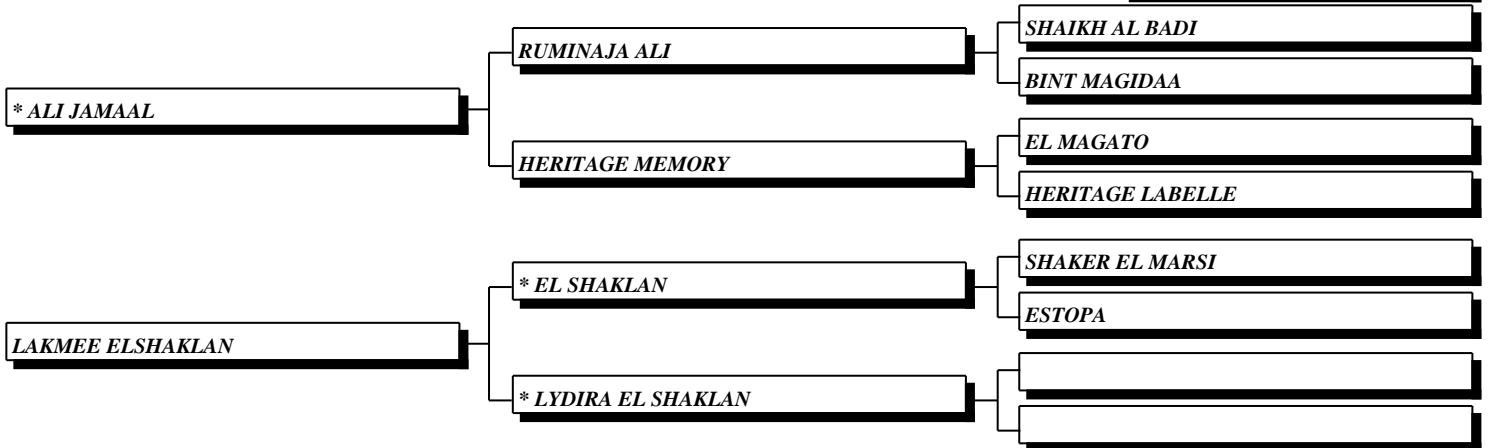 SHAIKH AL BADI
RUMINAJA ALI
BINT MAGIDAA
* ALI JAMAAL
EL MAGATO
HERITAGE MEMORY
HERITAGE LABELLE
SHAKER EL MARSI
* EL SHAKLAN
ESTOPA
LAKMEE ELSHAKLAN
* LYDIRA EL SHAKLAN